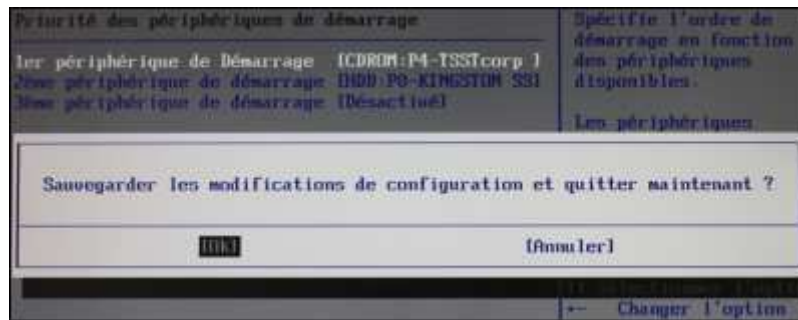 Priorité des périphériques de démarrage
1er périphérique de Démarrage [CDROM:P4-TSSTcorp ]
2ème périphérique de démarrage [HDD:P0-KINGSTON SS]
3ème périphérique de démarrage [Désactivé]
Spécifie l'ordre de
démarrage en fonction
des périphériques
disponibles.
Les périphériques
Sauvegarder les modifications de configuration et quitter maintenant ?
[Ok]
[Annuler]
←- Changer l'option